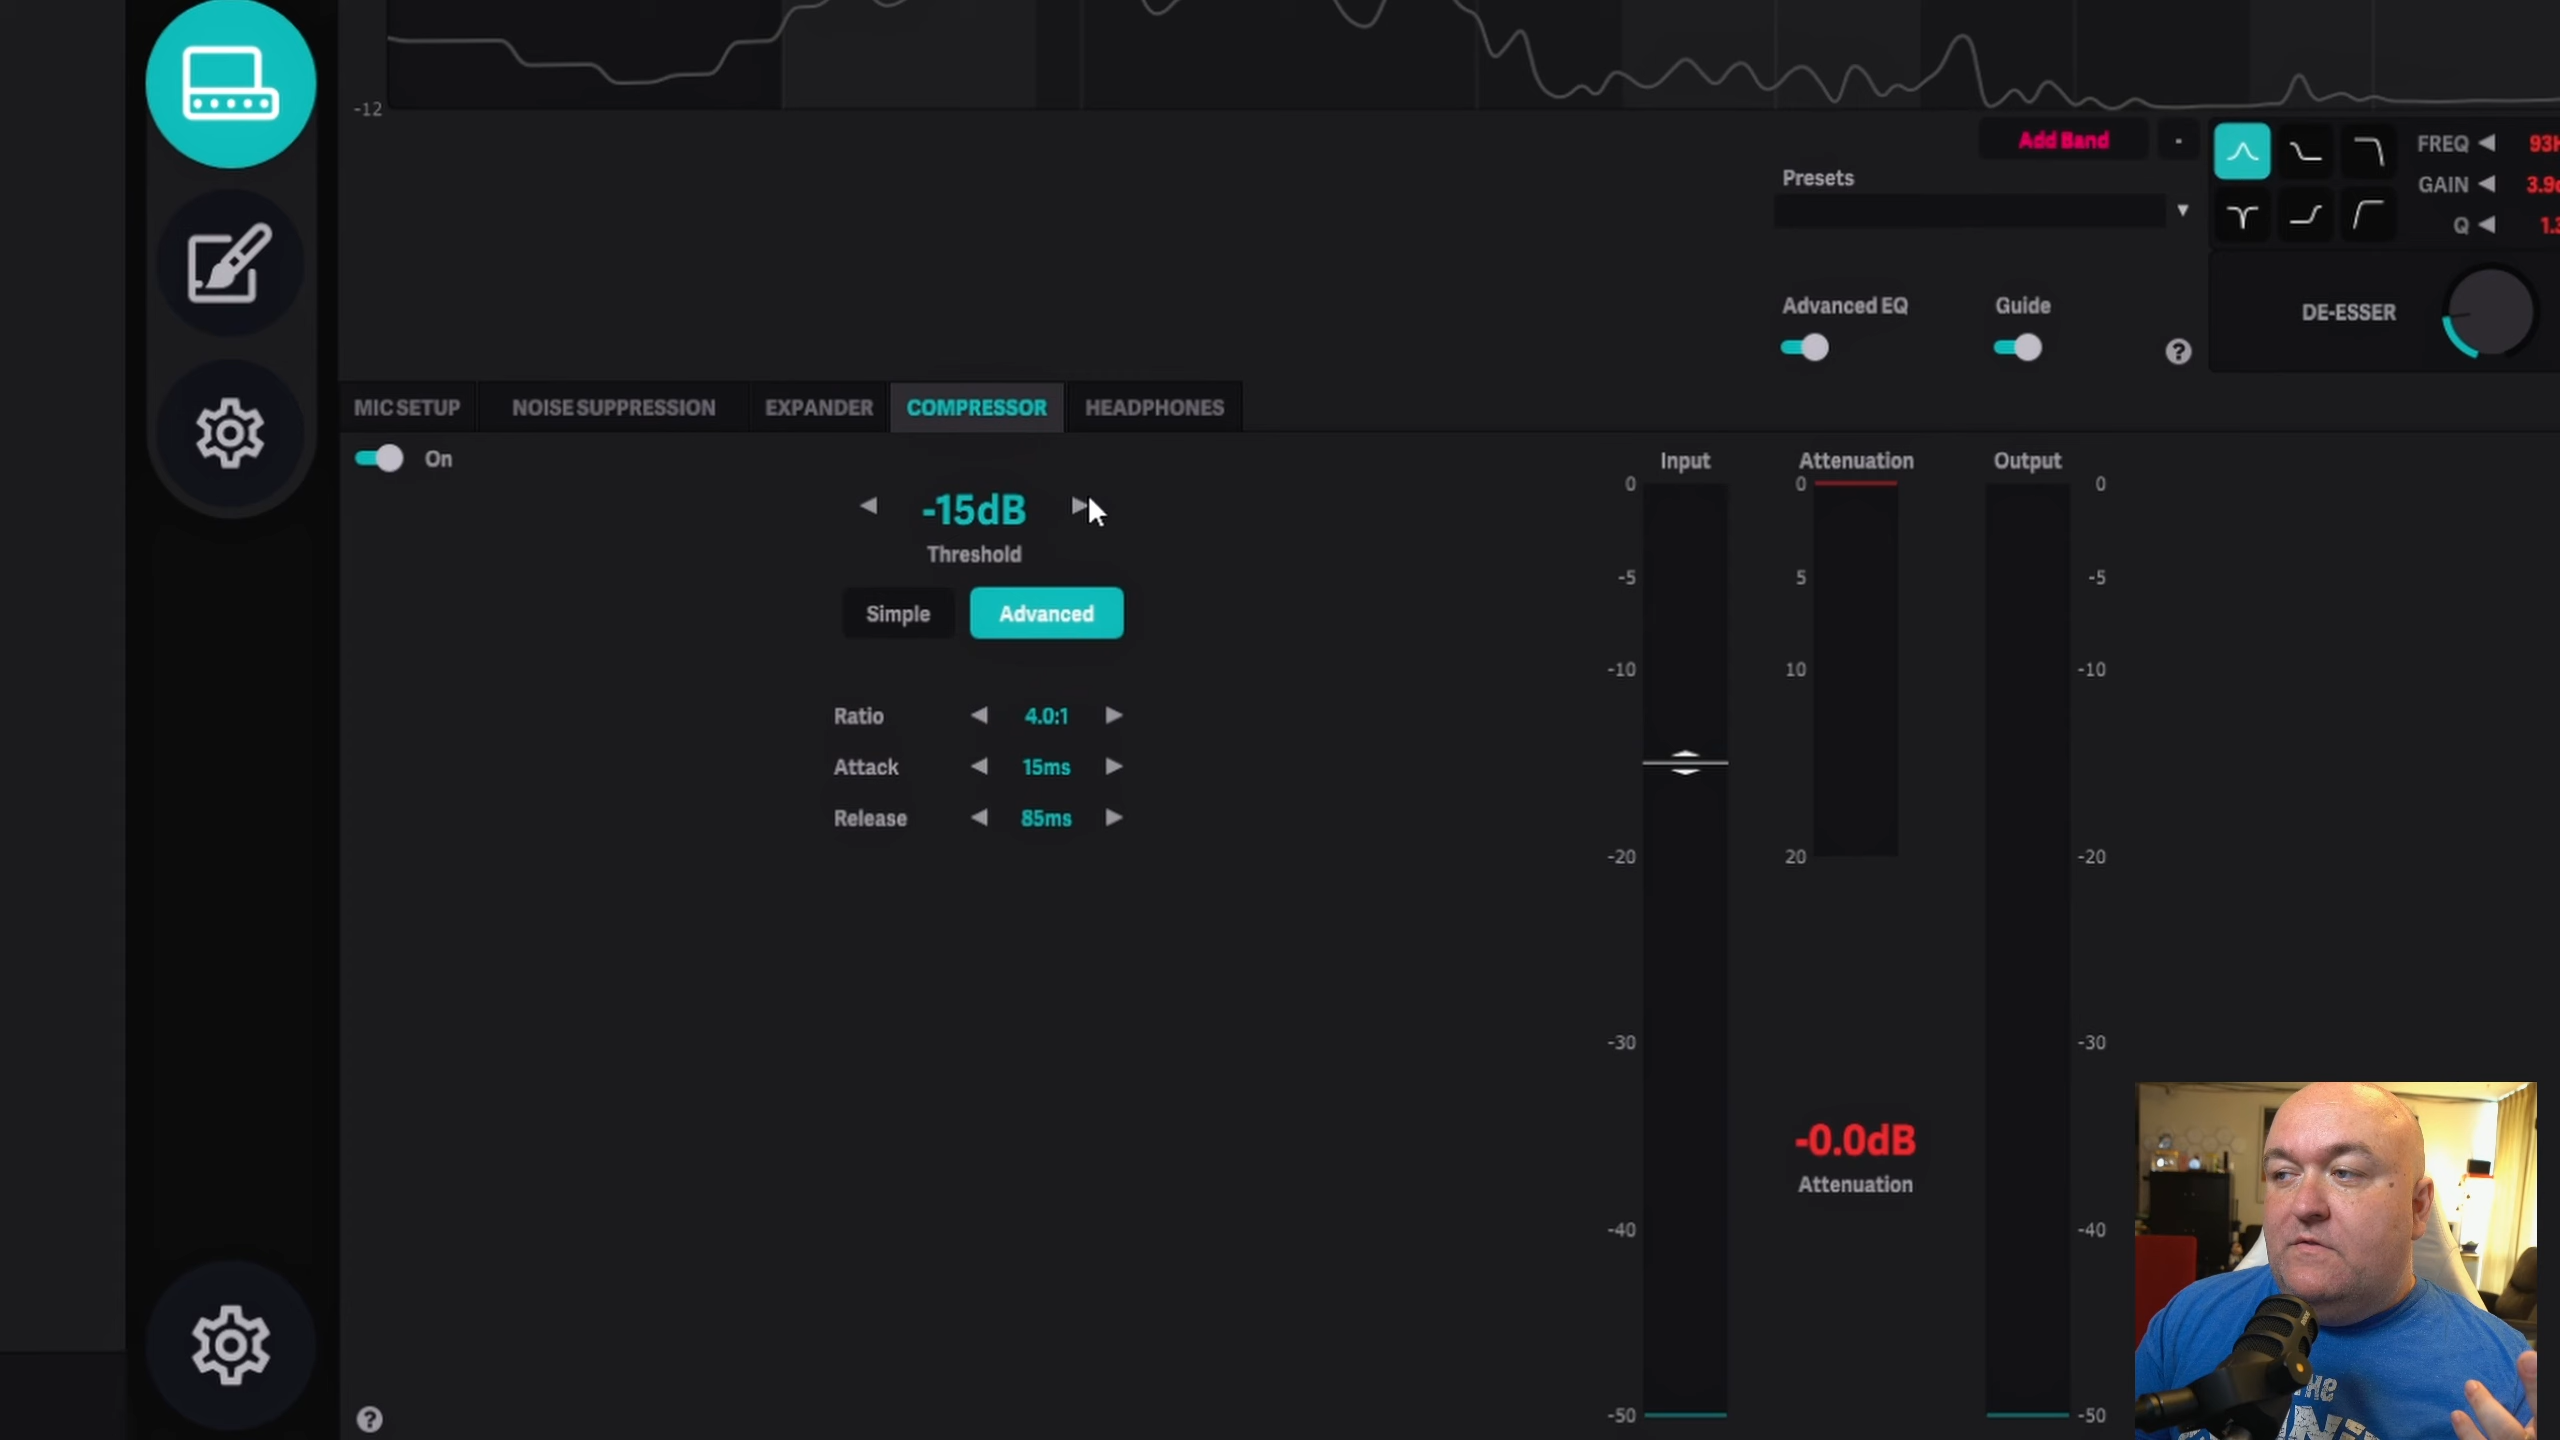 -12
Add Band
-
FREQ
Presets
GAIN
Q
Advanced EQ
Guide
?
DE-ESSER
MIC SETUP
NOISE SUPPRESSION
EXPANDER
COMPRESSOR
HEADPHONES
On
-15dB
Threshold
Simple
Advanced
Ratio 4.0:1
Attack 15ms
Release 85ms
Input
Attenuation
Output
0 0 0
-5 5 -5
-10 10 -10
-20 20 -20
-30 -30
-0.0dB
Attenuation
-40 -40
-50 -50
?